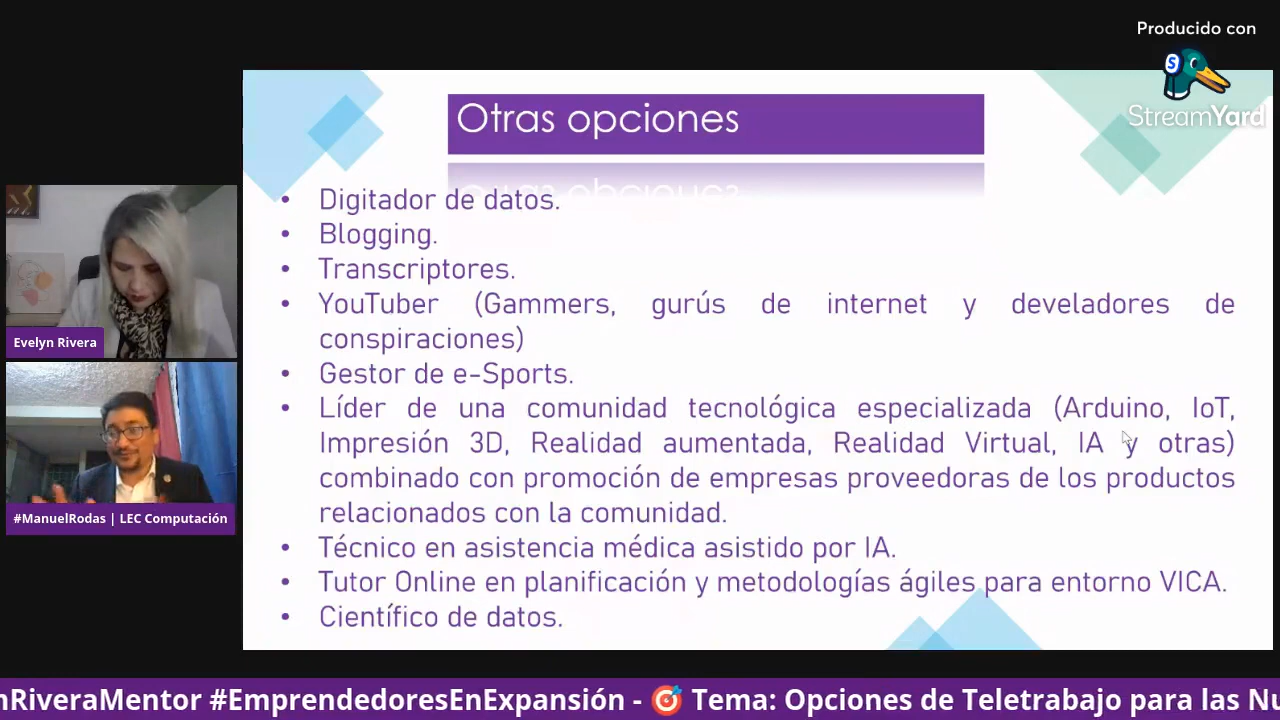 Producido con
StreamYard
Otras opciones
• Digitador de datos.
• Blogging.
• Transcriptores.
• YouTuber (Gammers, gurús de internet y develadores de
conspiraciones)
• Gestor de e-Sports.
• Líder de una comunidad tecnológica especializada (Arduino, IoT,
Impresión 3D, Realidad aumentada, Realidad Virtual, IA y otras)
combinado con promoción de empresas proveedoras de los productos
relacionados con la comunidad.
• Técnico en asistencia médica asistido por IA.
• Tutor Online en planificación y metodologías ágiles para entorno VICA.
• Científico de datos.
Evelyn Rivera
#ManuelRodas | LEC Computación
nRiveraMentor #EmprendedoresEnExpansión - 🎯 Tema: Opciones de Teletrabajo para las Nu